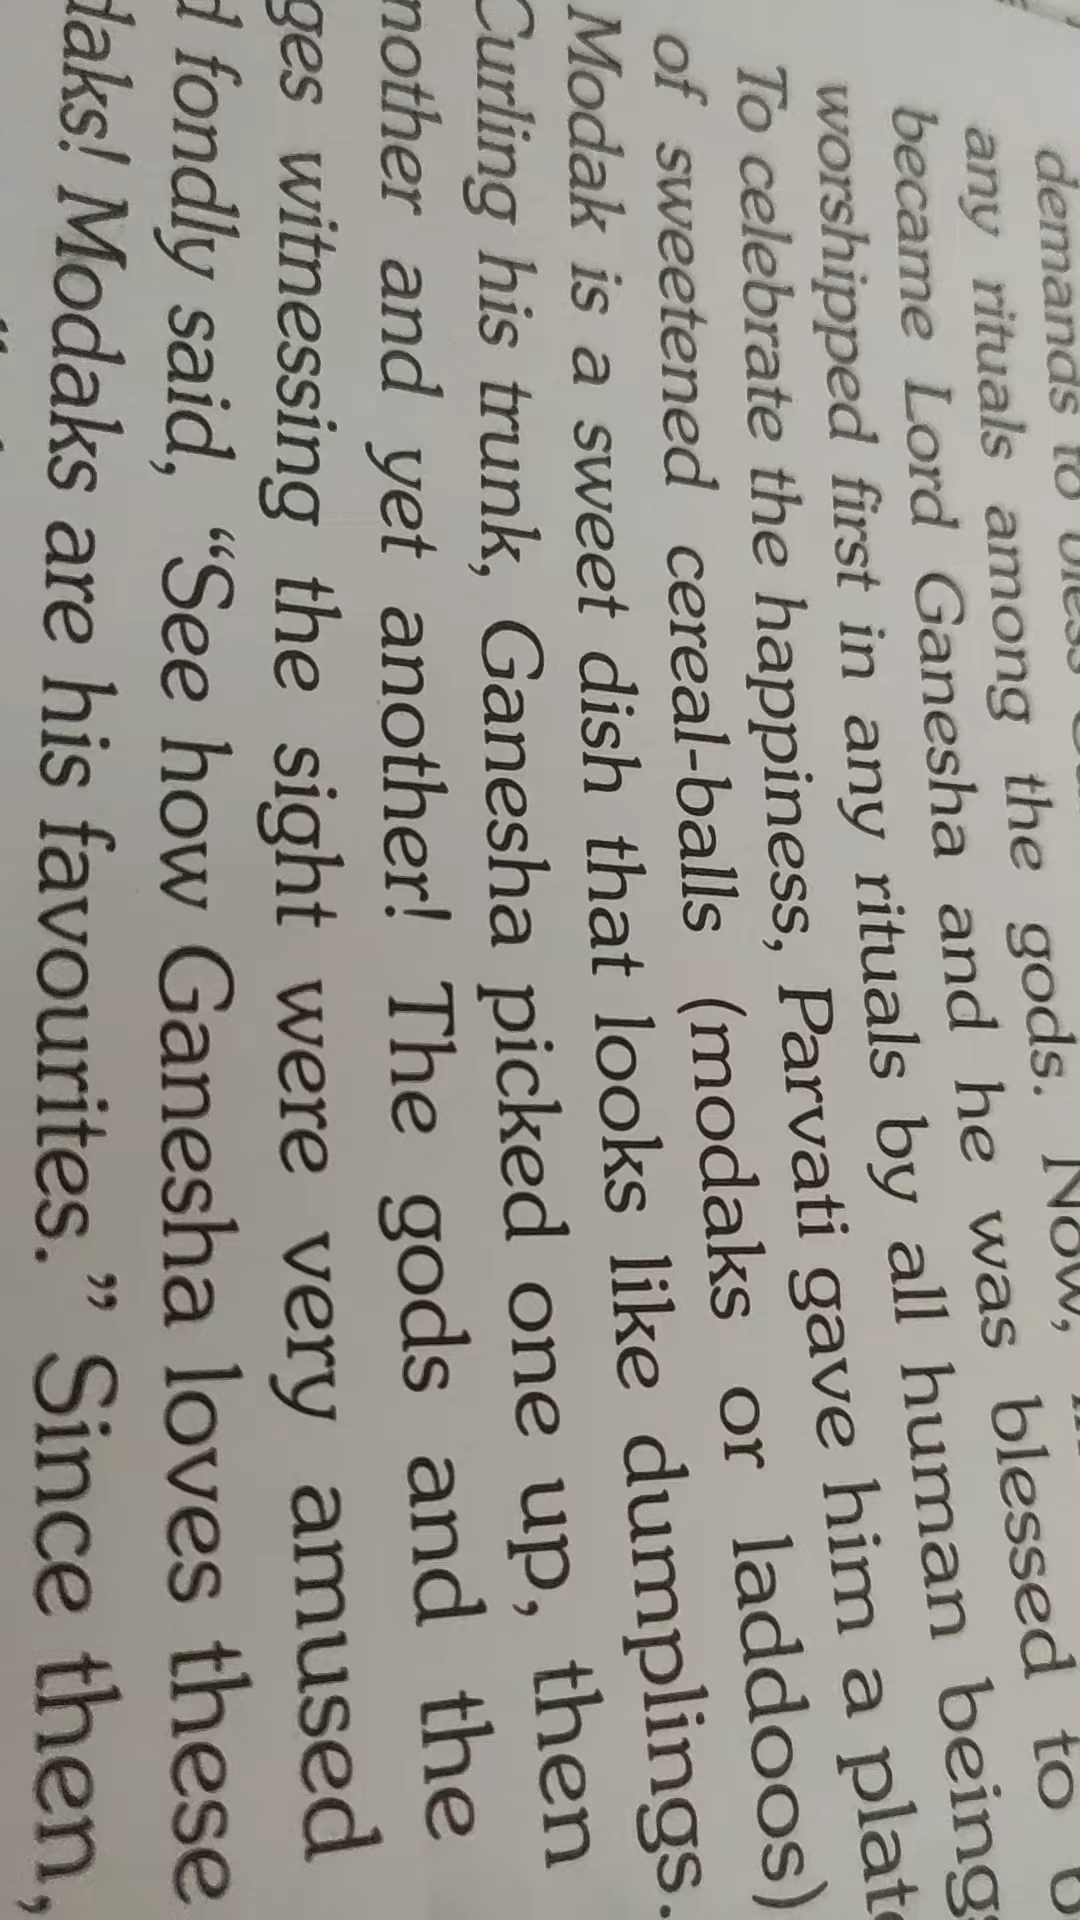 demands to bless
any rituals among the gods. Now,
became Lord Ganesha and he was blessed to
worshipped first in any rituals by all human being
To celebrate the happiness, Parvati gave him a plat
of sweetened cereal-balls (modaks or laddoos)
Modak is a sweet dish that looks like dumplings.
Curling his trunk, Ganesha picked one up, then
nother and yet another! The gods and the
ges witnessing the sight were very amused
d fondly said, “See how Ganesha loves these
daks! Modaks are his favourites.” Since then,